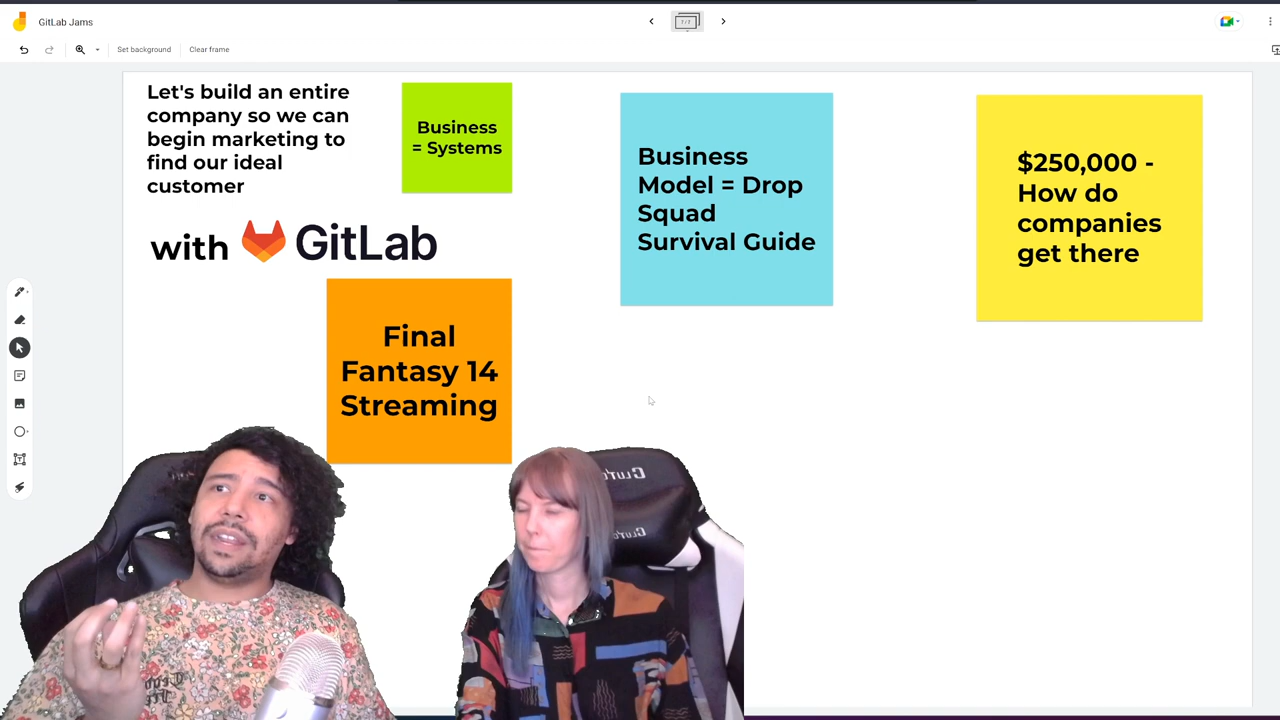 GitLab Jams
7 / 7
Set background
Clear frame
Let's build an entire
company so we can
begin marketing to
find our ideal
customer
with GitLab
Business
= Systems
Business
Model = Drop
Squad
Survival Guide
$250,000 -
How do
companies
get there
Final
Fantasy 14
Streaming